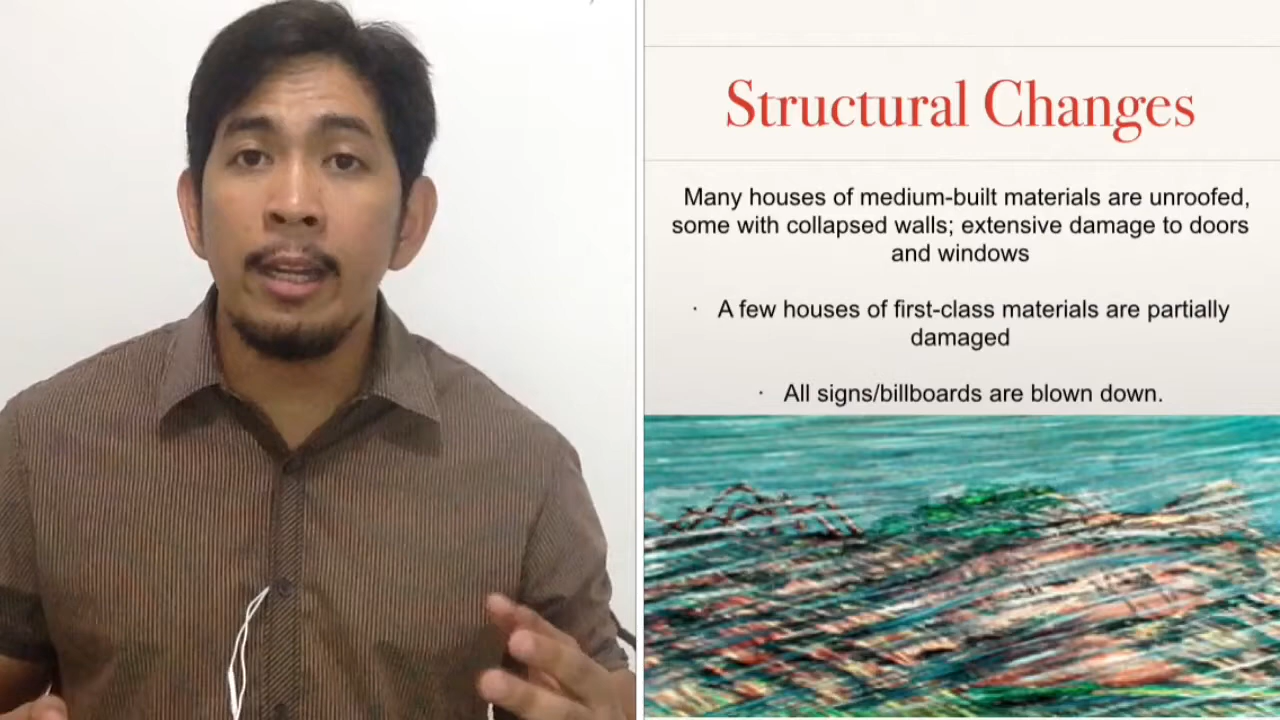 Structural Changes
Many houses of medium-built materials are unroofed,
some with collapsed walls; extensive damage to doors
and windows
· A few houses of first-class materials are partially
damaged
· All signs/billboards are blown down.